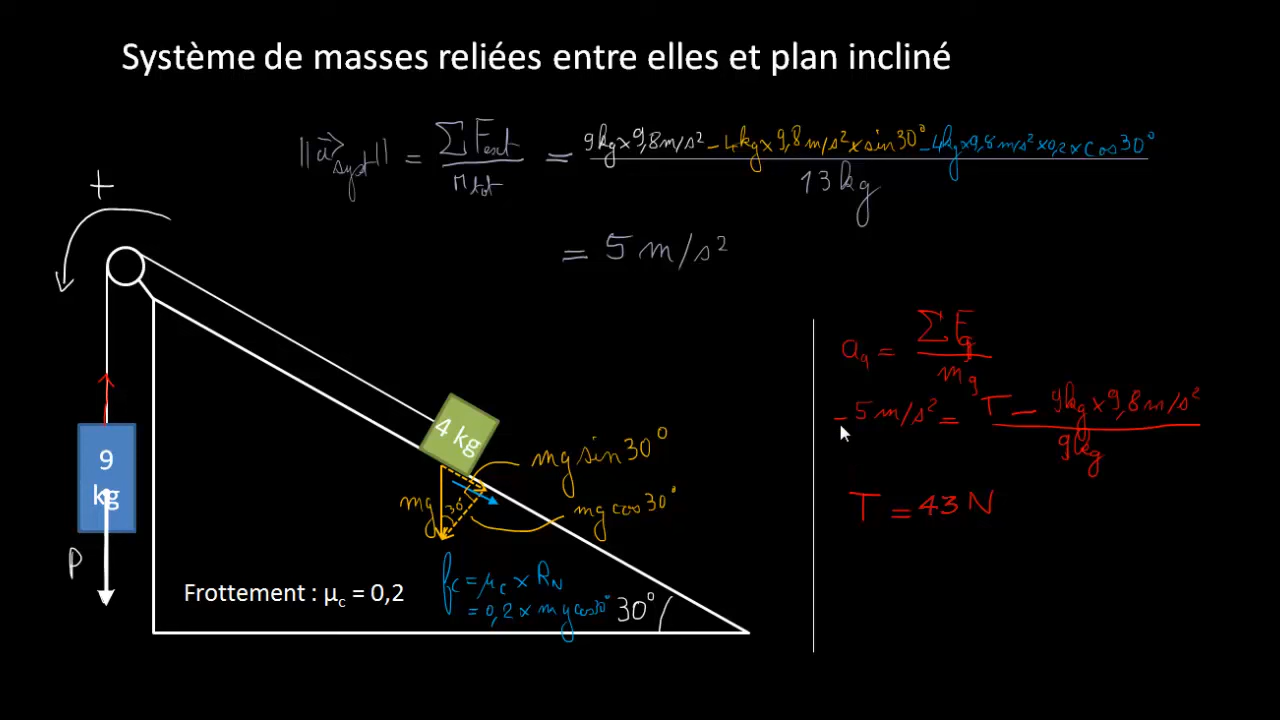 Système de masses reliées entre elles et plan incliné
||a⃗syst|| = ΣFext / mtot = (9kg×9,8m/s² - 4kg×9,8m/s²×sin30° - 4kg×9,8m/s²×0,2×cos30°) / 13kg
= 5 m/s²
+
a9 = ΣF9 / m9
-5 m/s² = (T - 9kg×9,8m/s²) / 9kg
T = 43 N
9
kg
4 kg
mg sin30°
mg
30°
mg cos30°
P
fc = μc × RN
= 0,2 × mg cos30°
Frottement : μc = 0,2
30°